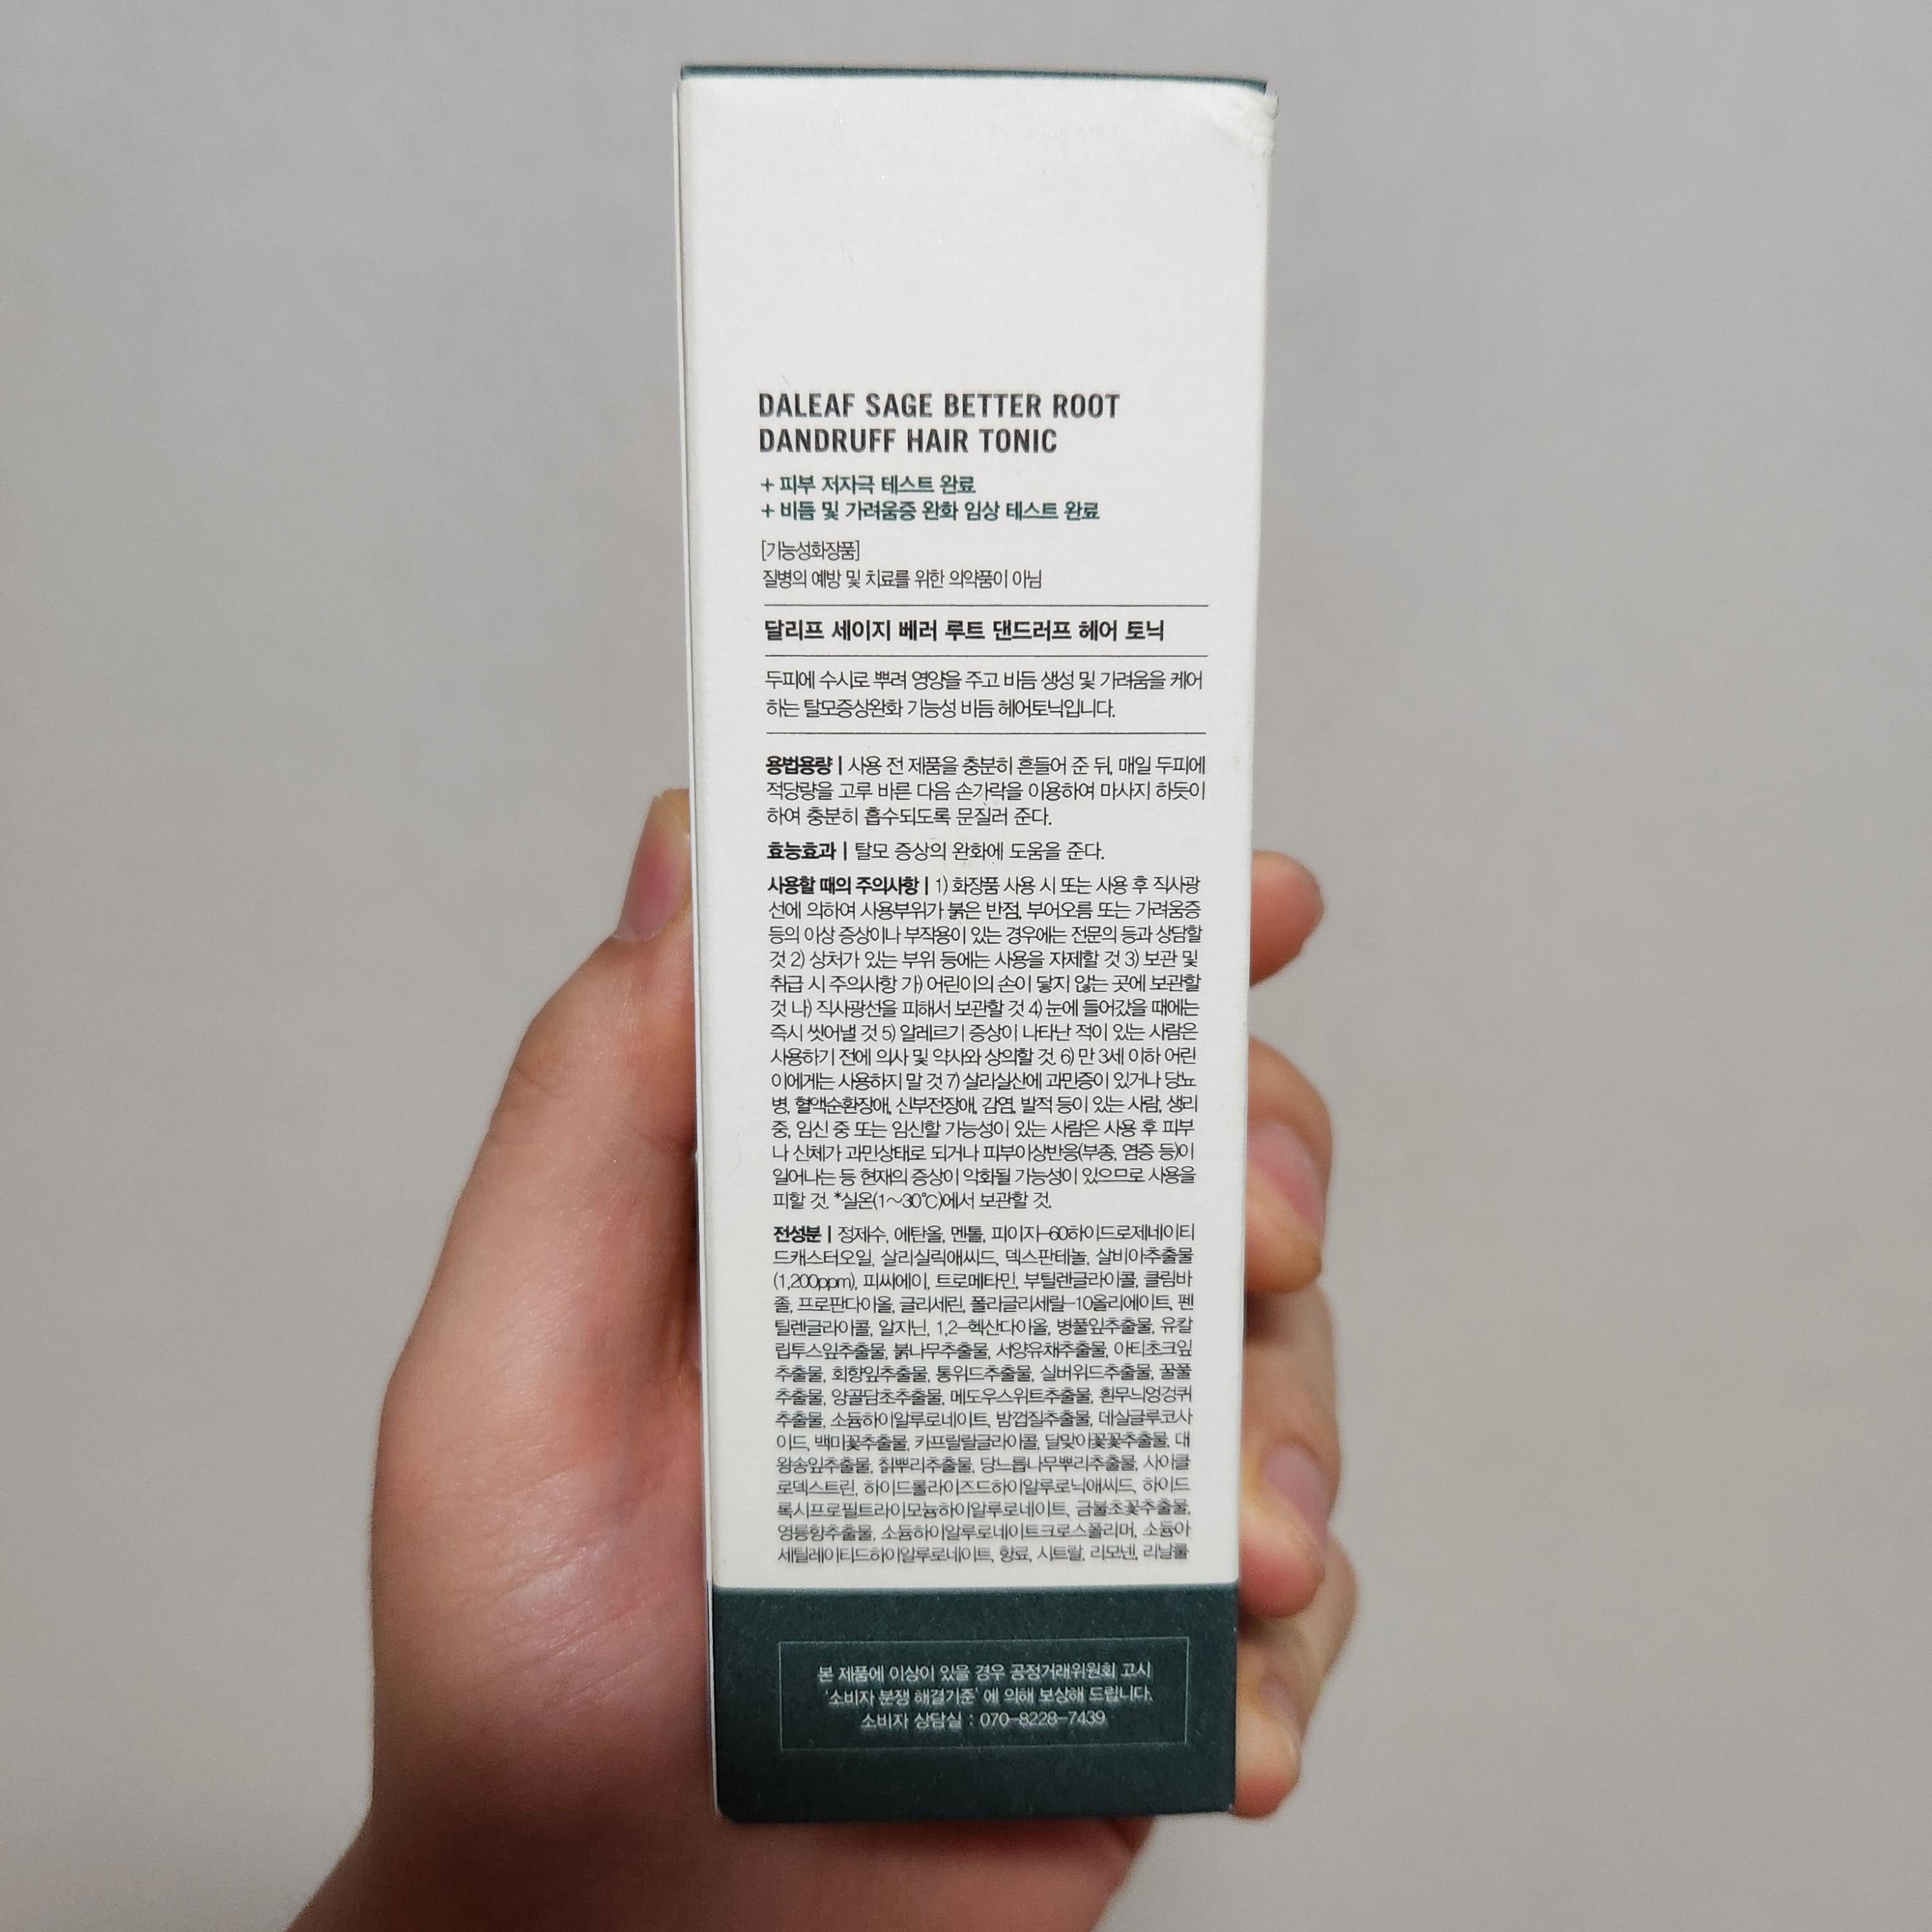 DALEAF SAGE BETTER ROOT
DANDRUFF HAIR TONIC
+ 피부 저자극 테스트 완료
+ 비듬 및 가려움증 완화 임상 테스트 완료
[기능성화장품]
질병의 예방 및 치료를 위한 의약품이 아님
달리프 세이지 베러 루트 댄드러프 헤어 토닉
두피에 수시로 뿌려 영양을 주고 비듬 생성 및 가려움을 케어
하는 탈모증상완화 기능성 비듬 헤어토닉입니다.
용법용량 | 사용 전 제품을 충분히 흔들어 준 뒤, 매일 두피에
적당량을 고루 바른 다음 손가락을 이용하여 마사지 하듯이
하여 충분히 흡수되도록 문질러 준다.
효능효과 | 탈모 증상의 완화에 도움을 준다.
사용할 때의 주의사항 | 1) 화장품 사용 시 또는 사용 후 직사광
선에 의하여 사용부위가 붉은 반점, 부어오름 또는 가려움증
등의 이상 증상이나 부작용이 있는 경우에는 전문의 등과 상담할
것 2) 상처가 있는 부위 등에는 사용을 자제할 것 3) 보관 및
취급 시 주의사항 가) 어린이의 손이 닿지 않는 곳에 보관할
것 나) 직사광선을 피해서 보관할 것 4) 눈에 들어갔을 때에는
즉시 씻어낼 것 5) 알레르기 증상이 나타난 적이 있는 사람은
사용하기 전에 의사 및 약사와 상의할 것. 6) 만 3세 이하 어린
이에게는 사용하지 말 것 7) 살리실산에 과민증이 있거나 당뇨
병, 혈액순환장애, 신부전장애, 감염, 발적 등이 있는 사람, 생리
중, 임신 중 또는 임신할 가능성이 있는 사람은 사용 후 피부
나 신체가 과민상태로 되거나 피부이상반응(부종, 염증 등)이
일어나는 등 현재의 증상이 악화될 가능성이 있으므로 사용을
피할 것. *실온(1~30℃)에서 보관할 것.
전성분 | 정제수, 에탄올, 멘톨, 피이지-60하이드로제네이티
드캐스터오일, 살리실릭애씨드, 덱스판테놀, 살비아추출물
(1,200ppm), 피씨에이, 트로메타민, 부틸렌글라이콜, 클림바
졸, 프로판다이올, 글리세린, 폴리글리세릴-10올리에이트, 펜
틸렌글라이콜, 알지닌, 1,2-헥산다이올, 병풀잎추출물, 유칼
립투스잎추출물, 붉나무추출물, 서양유채추출물, 아티초크잎
추출물, 회향잎추출물, 통위드추출물, 실버위드추출물, 꿀풀
추출물, 양골담초추출물, 메도우스위트추출물, 흰무늬엉겅퀴
추출물, 소듐하이알루로네이트, 밤껍질추출물, 데실글루코사
이드, 백미꽃추출물, 카프릴릴글라이콜, 달맞이꽃꽃추출물, 대
왕송잎추출물, 칡뿌리추출물, 당느릅나무뿌리추출물, 사이클
로덱스트린, 하이드롤라이즈드하이알루로닉애씨드, 하이드
록시프로필트라이모늄하이알루로네이트, 금불초꽃추출물,
영릉향추출물, 소듐하이알루로네이트크로스폴리머, 소듐아
세틸레이티드하이알루로네이트, 향료, 시트랄, 리모넨, 리날룰
본 제품에 이상이 있을 경우 공정거래위원회 고시
'소비자 분쟁 해결기준' 에 의해 보상해 드립니다.
소비자 상담실 : 070-8228-7439